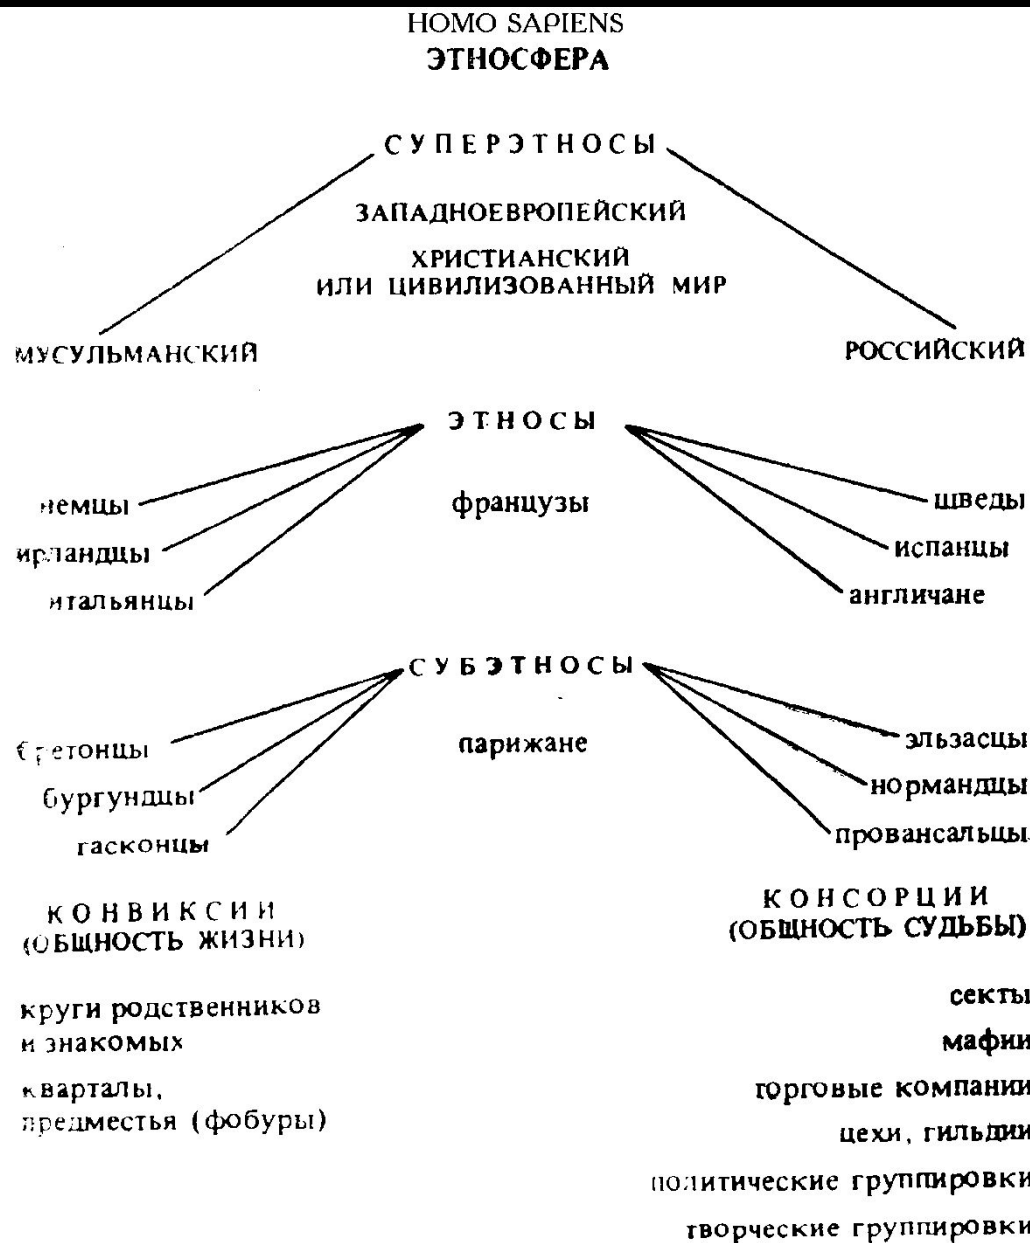 HOMO SAPIENS
ЭТНОСФЕРА
СУПЕРЭТНОСЫ
ЗАПАДНОЕВРОПЕЙСКИЙ
ХРИСТИАНСКИЙ
ИЛИ ЦИВИЛИЗОВАННЫЙ МИР
МУСУЛЬМАНСКИЙ
РОССИЙСКИЙ
ЭТНОСЫ
немцы
французы
шведы
ирландцы
испанцы
итальянцы
англичане
СУБЭТНОСЫ
бретонцы
парижане
эльзасцы
бургундцы
нормандцы
гасконцы
провансальцы
КОНВИКСИИ
(ОБЩНОСТЬ ЖИЗНИ)
круги родственников
и знакомых
кварталы,
предместья (фобуры)
КОНСОРЦИИ
(ОБЩНОСТЬ СУДЬБЫ)
секты
мафии
торговые компании
цехи, гильдии
политические группировки
творческие группировки